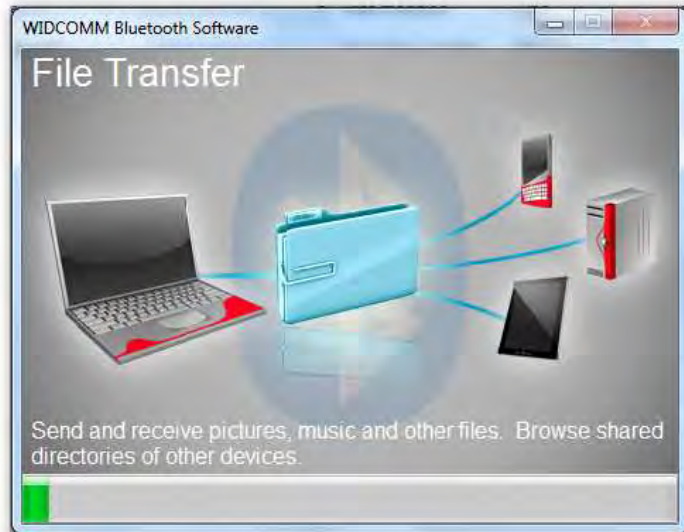 WIDCOMM Bluetooth Software
File Transfer
Send and receive pictures, music and other files. Browse shared
directories of other devices.